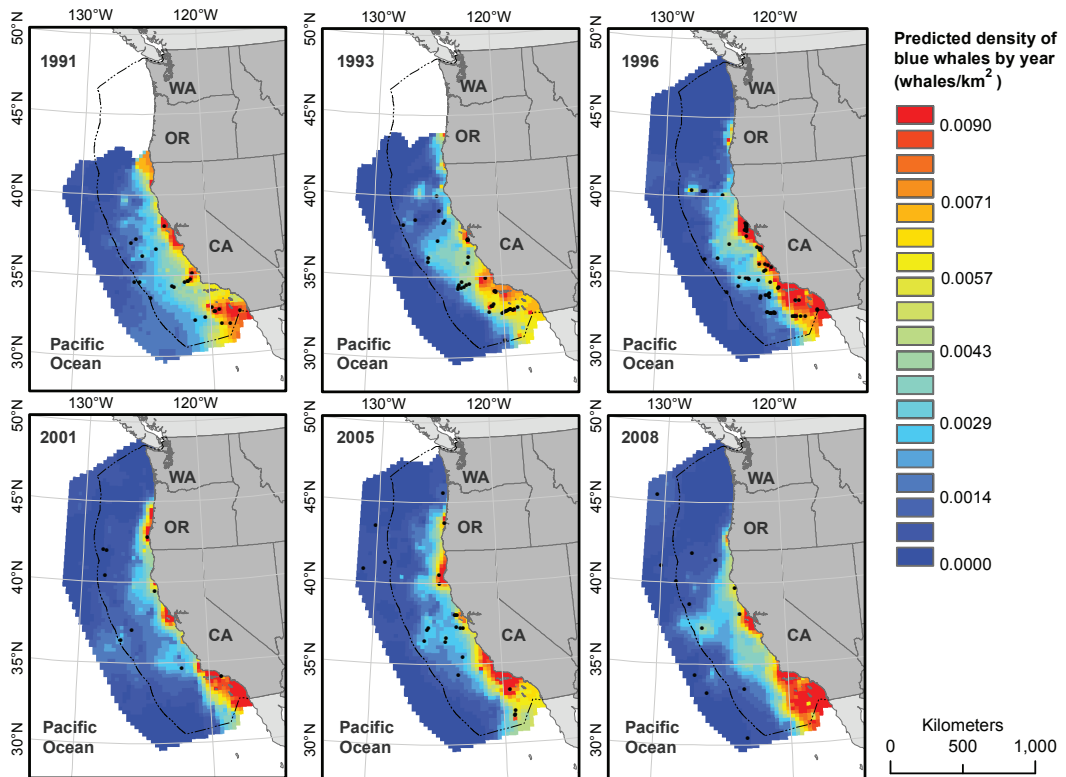 130°W 120°W
130°W 120°W
130°W 120°W
50°N 45°N 40°N 35°N 30°N
1991
WA
OR
CA
Pacific
Ocean
50°N 45°N 40°N 35°N 30°N
1993
WA
OR
CA
Pacific
Ocean
50°N 45°N 40°N 35°N 30°N
1996
WA
OR
CA
Pacific
Ocean
130°W 120°W
130°W 120°W
130°W 120°W
50°N 45°N 40°N 35°N 30°N
2001
WA
OR
CA
Pacific
Ocean
50°N 45°N 40°N 35°N 30°N
2005
WA
OR
CA
Pacific
Ocean
50°N 45°N 40°N 35°N 30°N
2008
WA
OR
CA
Pacific
Ocean
Predicted density of
blue whales by year
(whales/km²)
0.0090
0.0071
0.0057
0.0043
0.0029
0.0014
0.0000
Kilometers
0 500 1,000